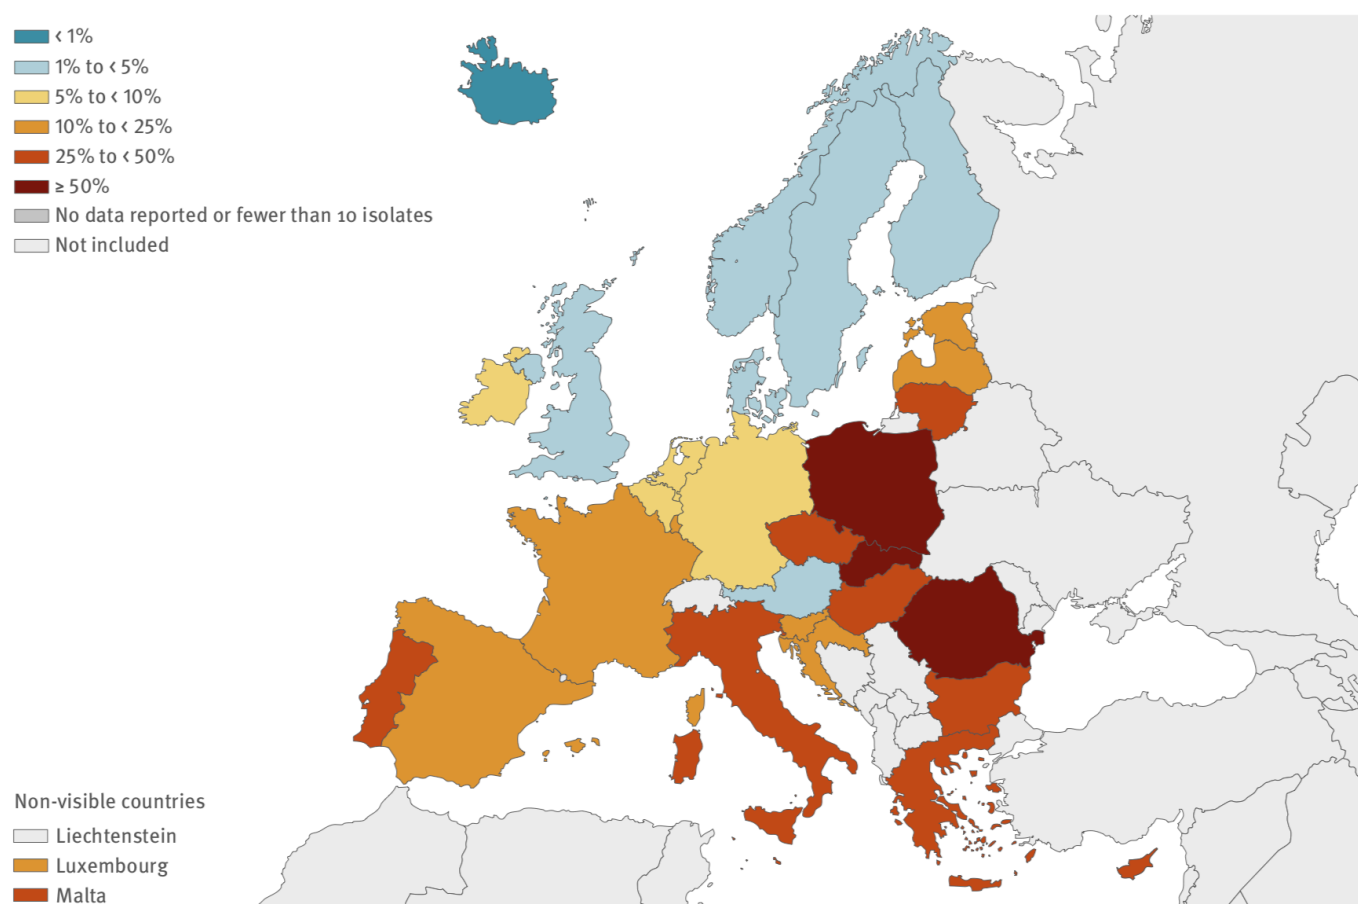 < 1%
1% to < 5%
5% to < 10%
10% to < 25%
25% to < 50%
≥ 50%
No data reported or fewer than 10 isolates
Not included
Non-visible countries
Liechtenstein
Luxembourg
Malta